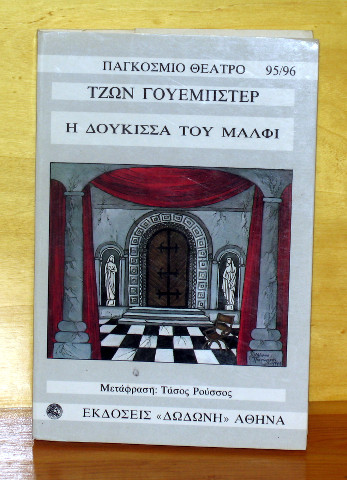 ΠΑΓΚΟΣΜΙΟ ΘΕΑΤΡΟ 95/96
ΤΖΩΝ ΓΟΥΕΜΠΣΤΕΡ
Η ΔΟΥΚΙΣΣΑ ΤΟΥ ΜΑΛΦΙ
Μετάφραση: Τάσος Ρούσσος
ΕΚΔΟΣΕΙΣ «ΔΩΔΩΝΗ» ΑΘΗΝΑ